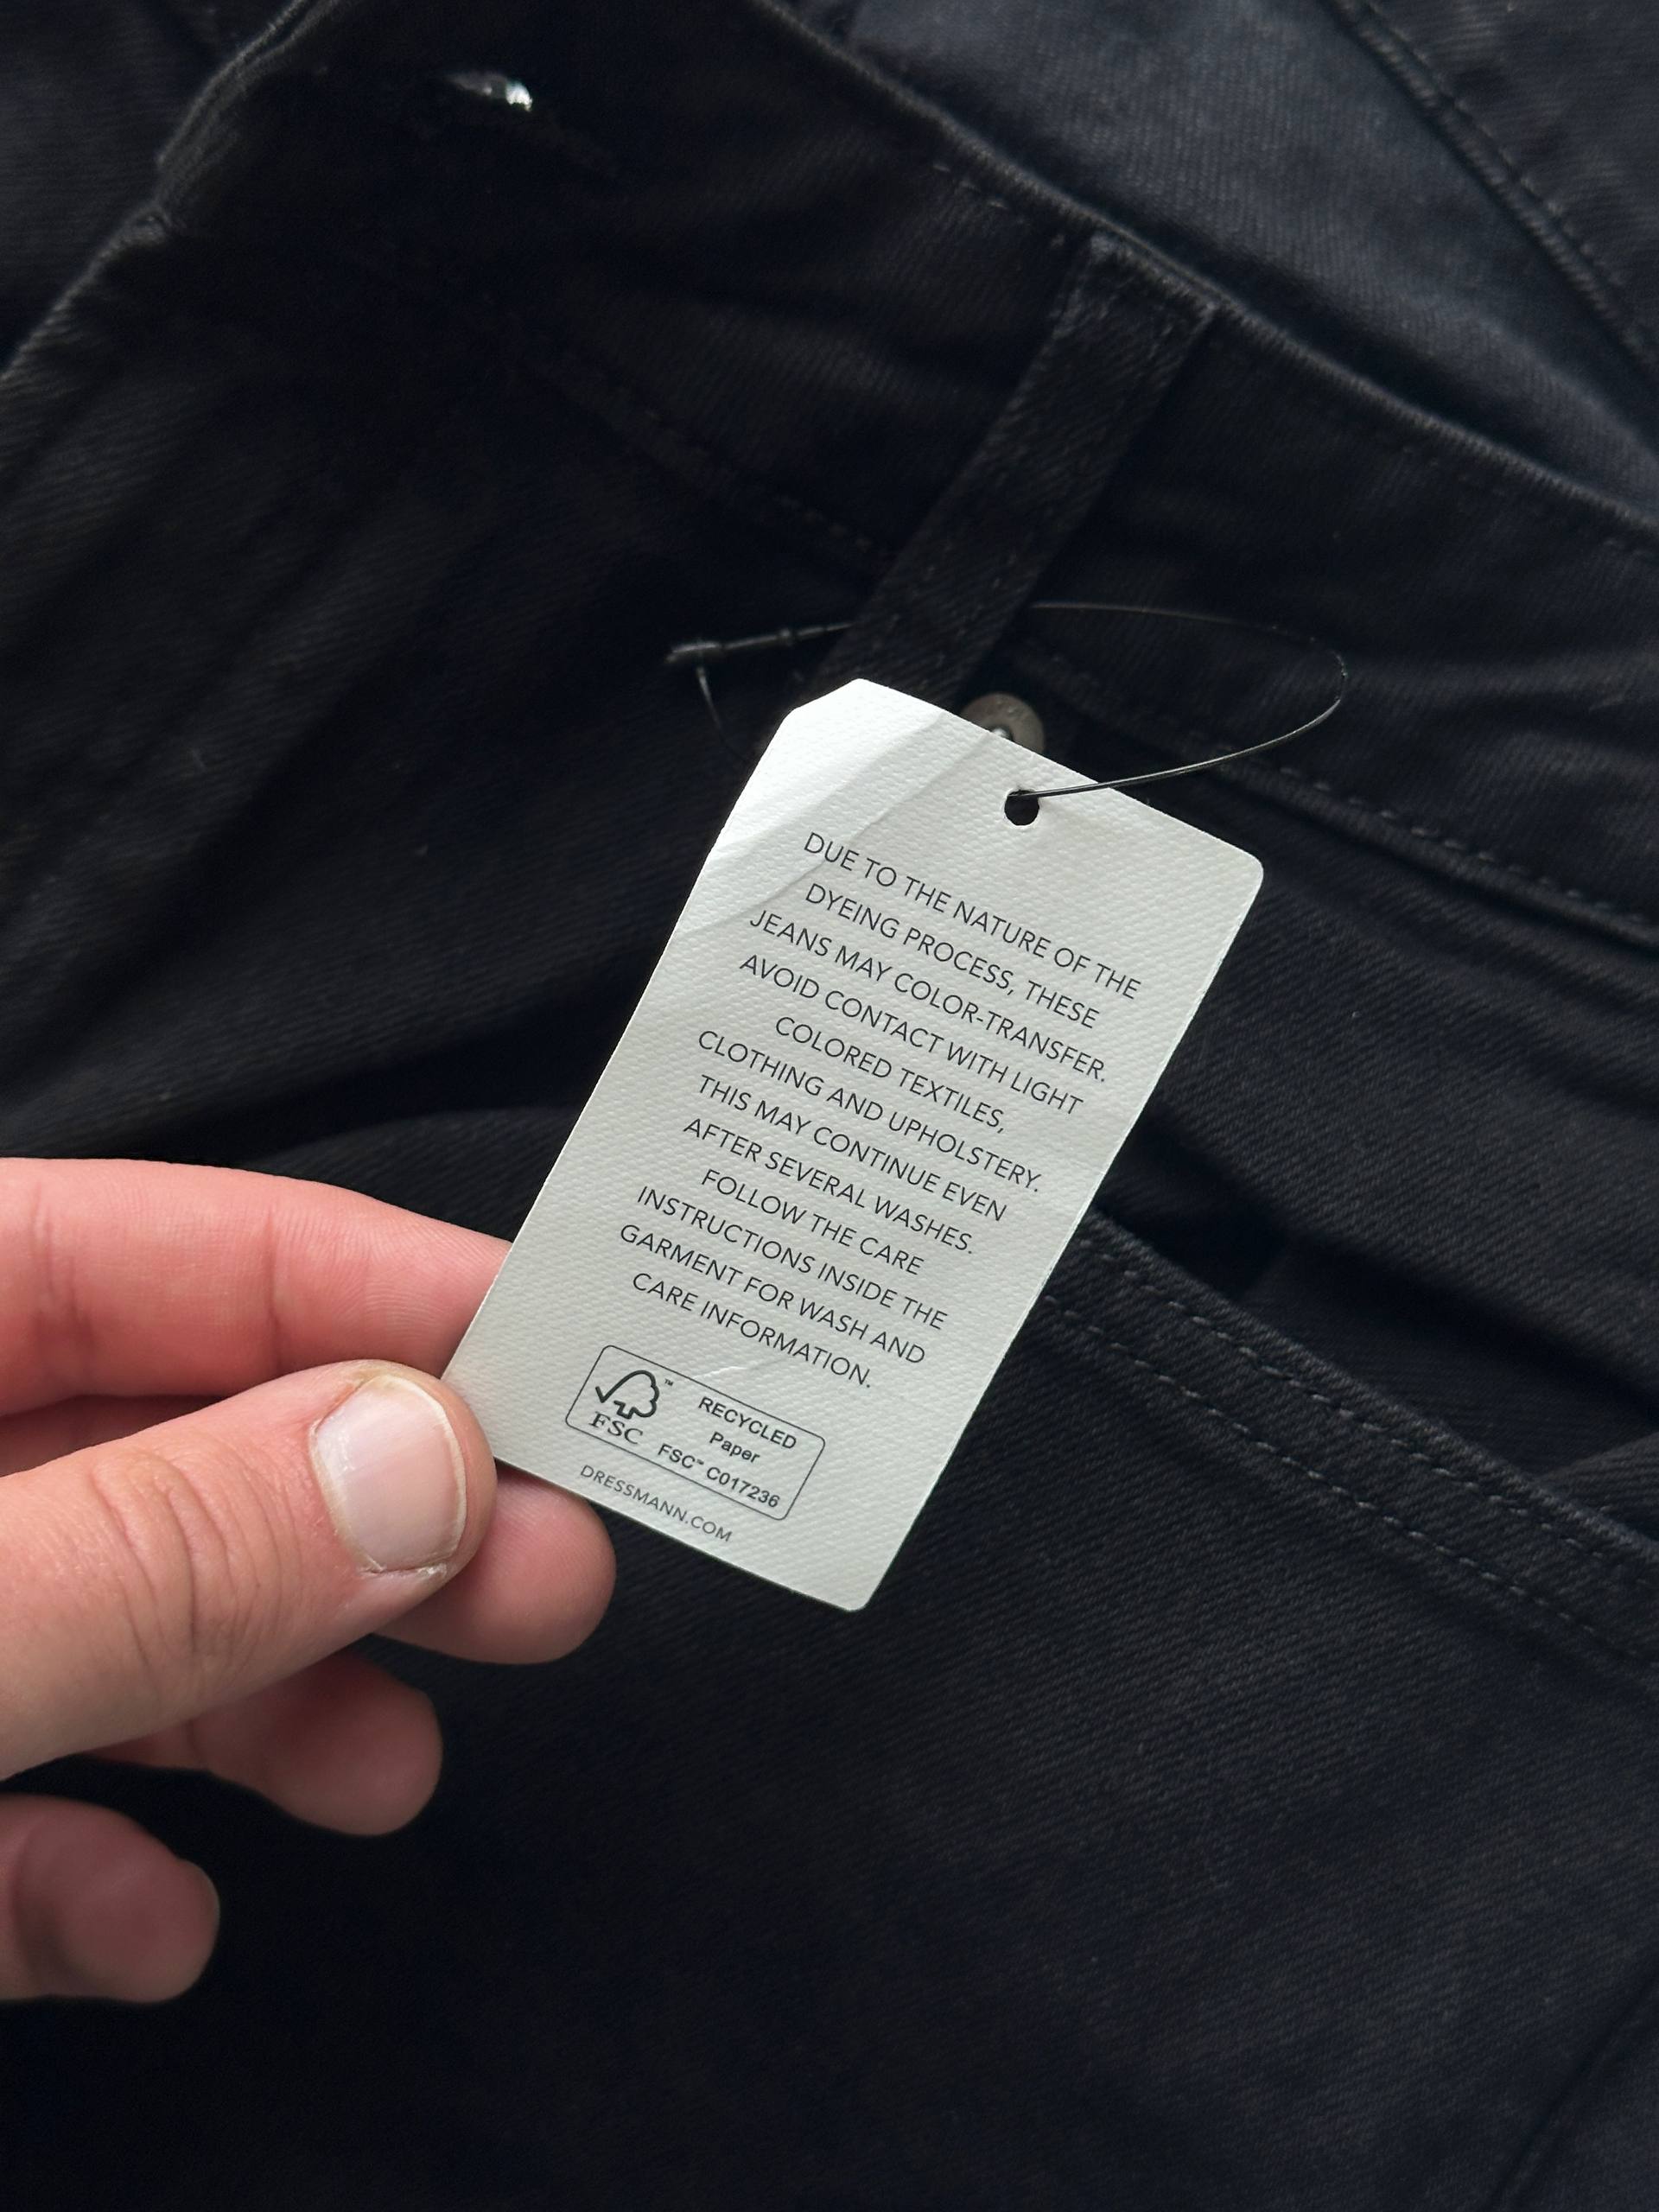 DUE TO THE NATURE OF THE
DYEING PROCESS, THESE
JEANS MAY COLOR-TRANSFER.
AVOID CONTACT WITH LIGHT
COLORED TEXTILES,
CLOTHING AND UPHOLSTERY.
THIS MAY CONTINUE EVEN
AFTER SEVERAL WASHES.
FOLLOW THE CARE
INSTRUCTIONS INSIDE THE
GARMENT FOR WASH AND
CARE INFORMATION.
FSC™
RECYCLED
Paper
FSC™ C017236
DRESSMANN.COM